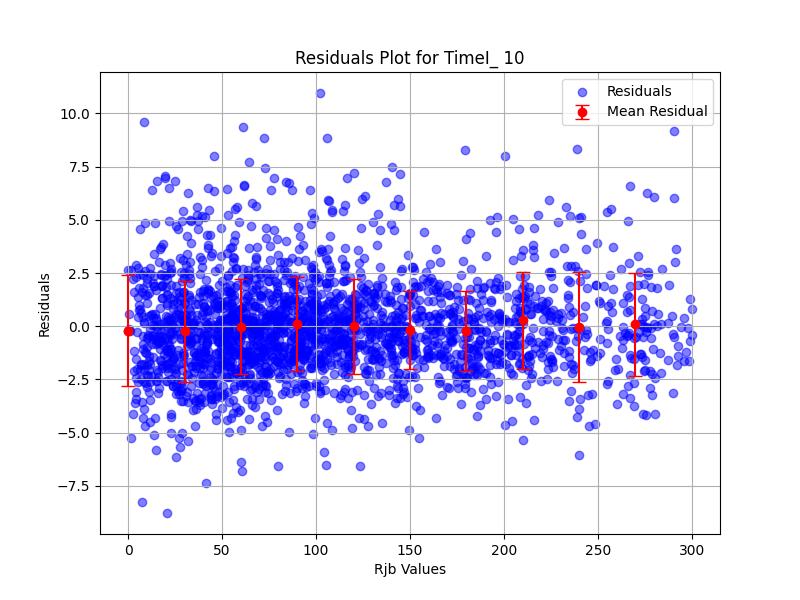 Residuals Plot for TimeI_ 10
Residuals
Mean Residual
10.0
7.5
5.0
2.5
0.0
−2.5
−5.0
−7.5
Residuals
0 50 100 150 200 250 300
Rjb Values